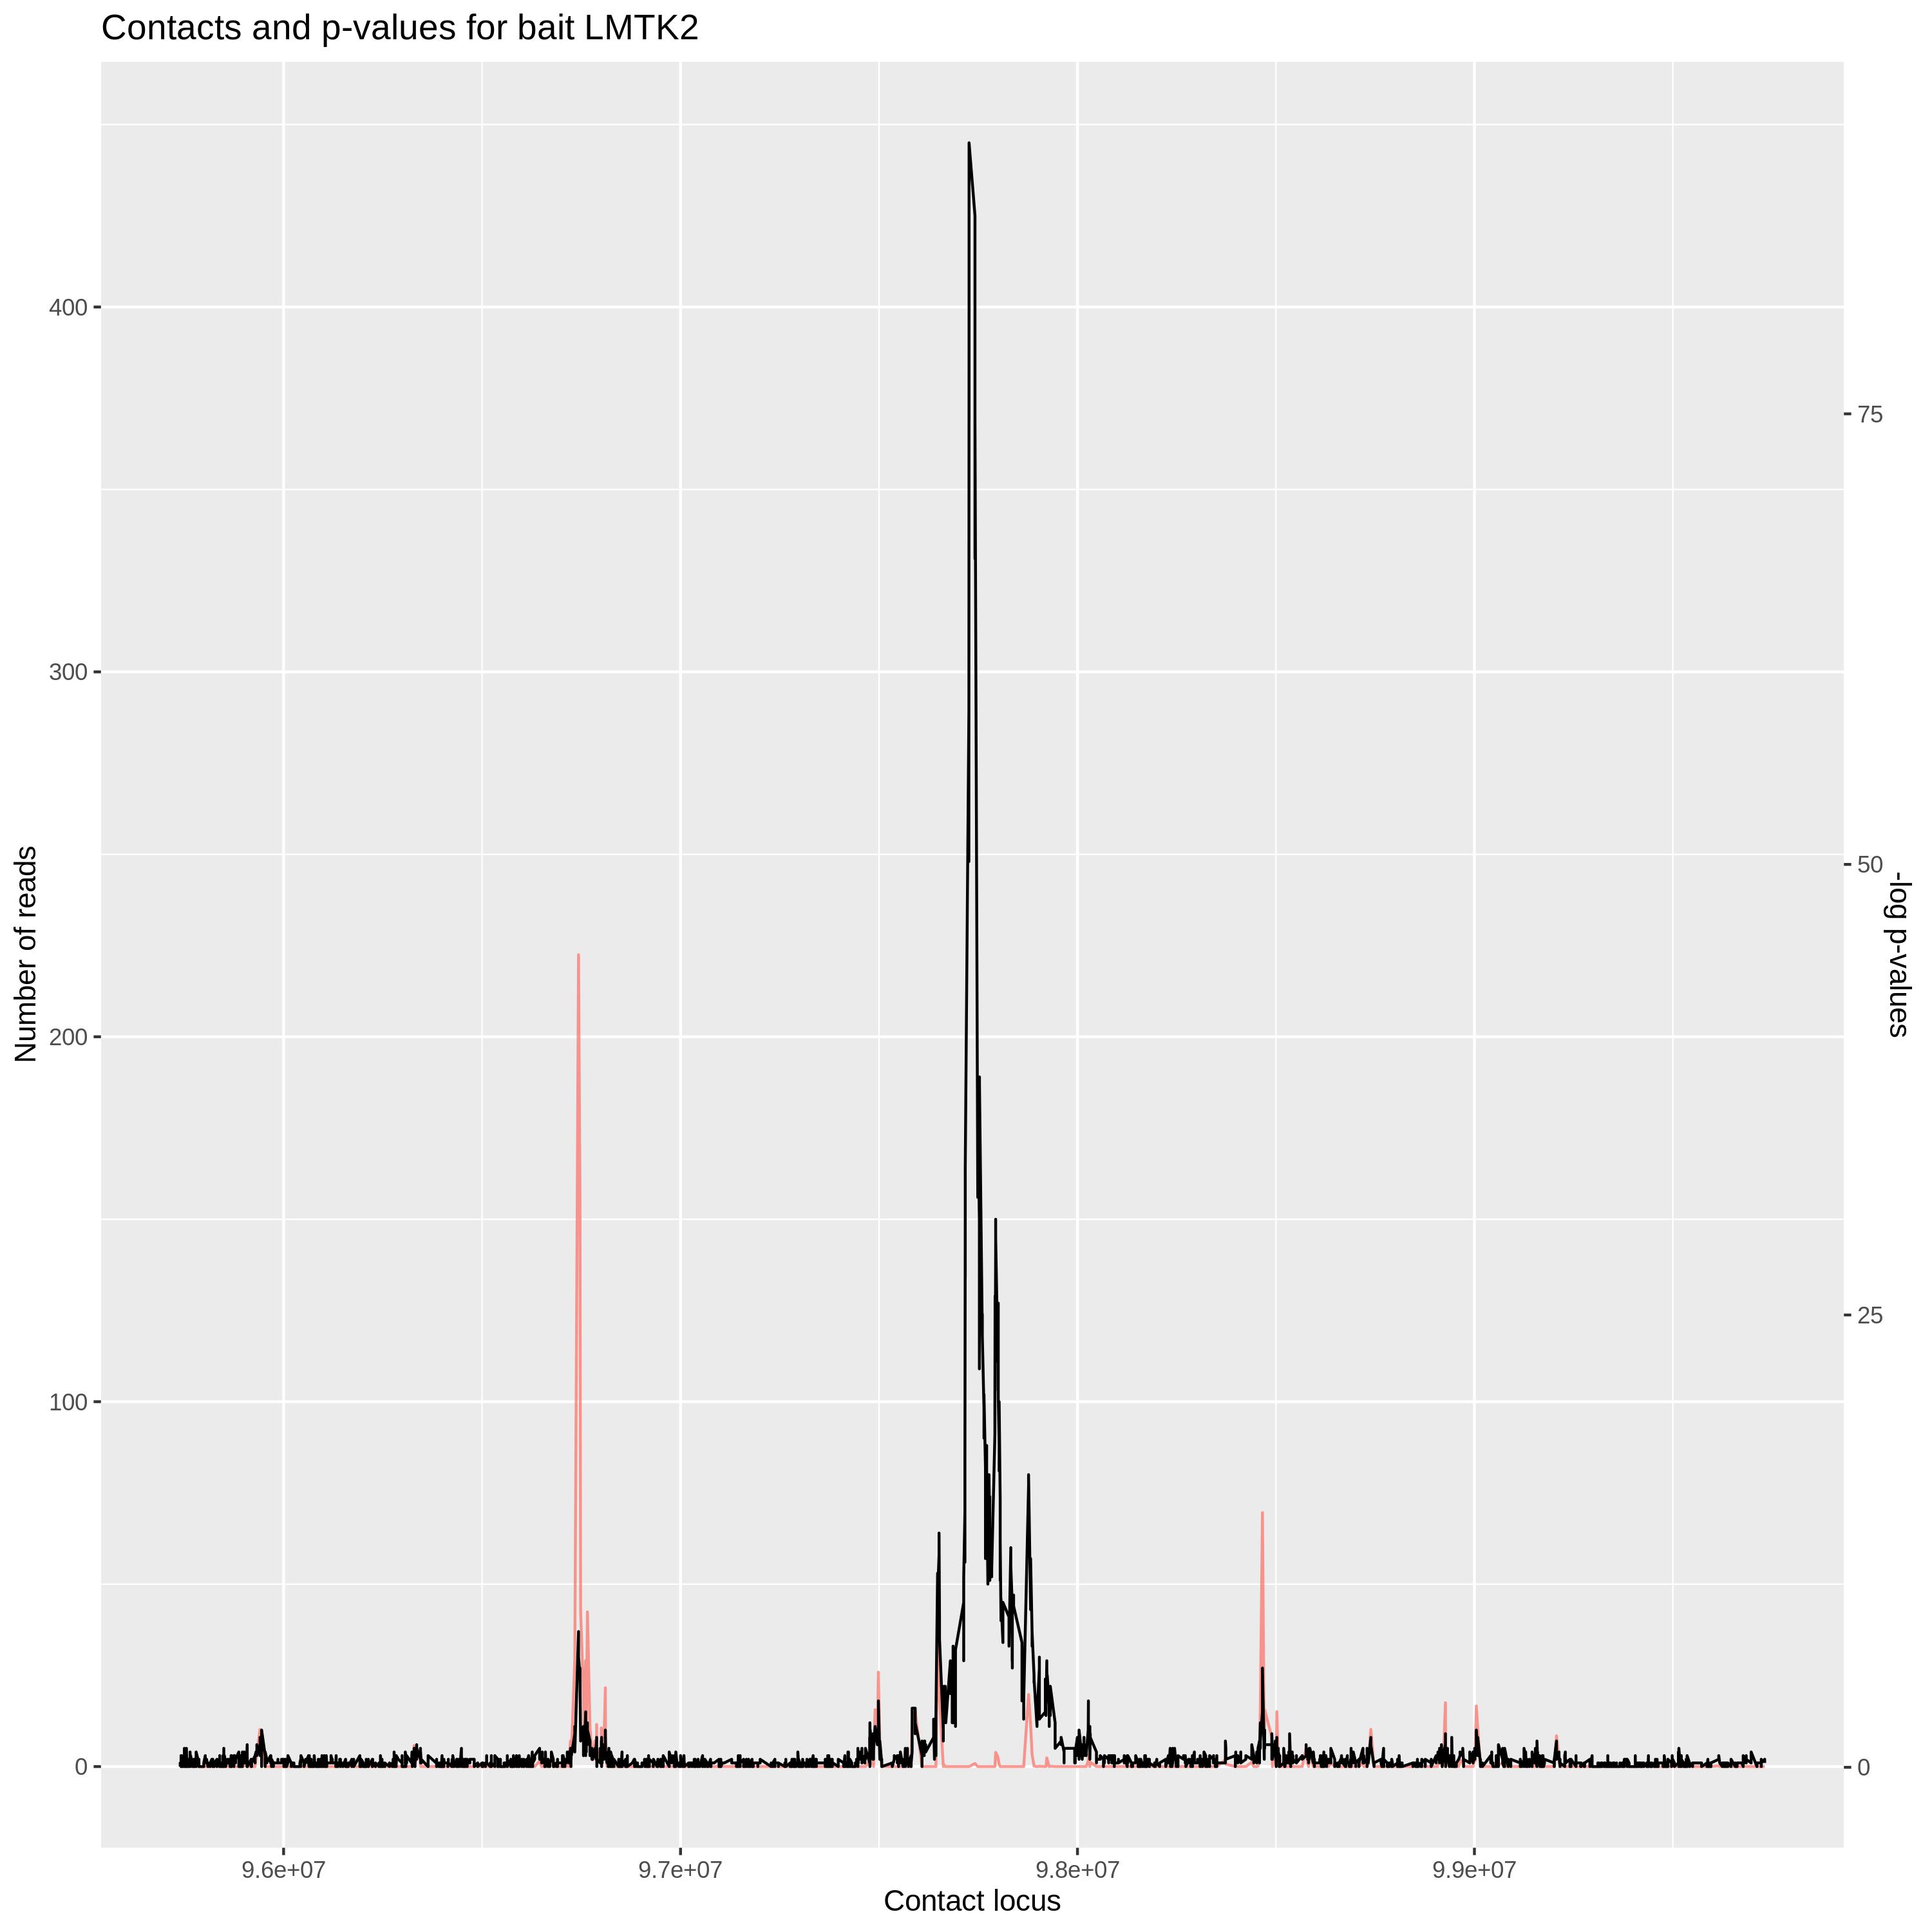 Contacts and p-values for bait LMTK2
400
300
200
100
0
Number of reads
75
50
25
0
-log p-values
9.6e+07
9.7e+07
9.8e+07
9.9e+07
Contact locus